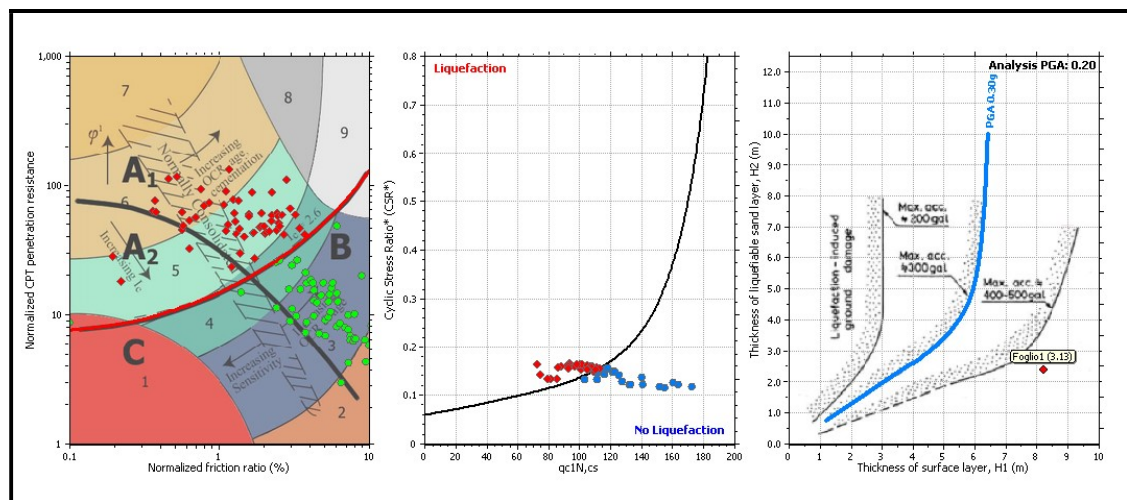 1,000
100
10
1
Normalized CPT penetration resistance
0.1
1
10
Normalized friction ratio (%)
7
8
9
A1
6
A2
5
B
4
3
C
1
2
φ'
Increasing
OCR, age,
cementation
Normally Consolidated
Increasing Ic
Increasing
Sensitivity
0.8
0.7
0.6
0.5
0.4
0.3
0.2
0.1
0
Cyclic Stress Ratio* (CSR*)
Liquefaction
No Liquefaction
0 20 40 60 80 100 120 140 160 180 200
qc1N,cs
Analysis PGA: 0.20
12.0
11.0
10.0
9.0
8.0
7.0
6.0
5.0
4.0
3.0
2.0
1.0
0.0
Thickness of liquefiable sand layer, H2 (m)
PGA 0.30g
Liquefaction-induced
ground damage
Max. acc.
≈200gal
Max. acc.
≈300gal
Max. acc ≈
400-500gal
Foglio1 (3.13)
1 2 3 4 5 6 7 8 9 10
Thickness of surface layer, H1 (m)